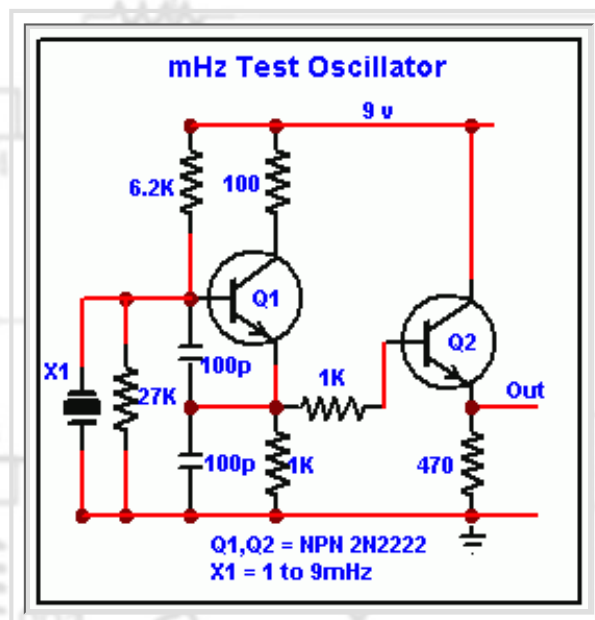 mHz Test Oscillator
9 v
6.2K
100
Q1
Q2
X1
100p
27K
1K
Out
100p
1K
470
Q1,Q2 = NPN 2N2222
X1 = 1 to 9mHz